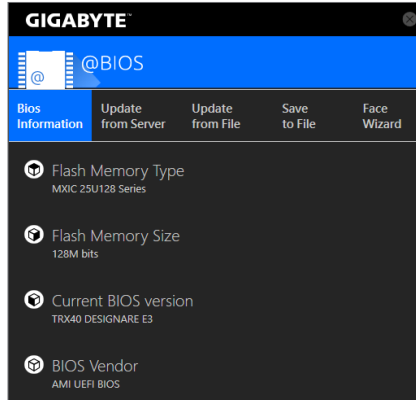 GIGABYTE™
@BIOS
@
Bios Information
Update from Server
Update from File
Save to File
Face Wizard
Flash Memory Type
MXIC 25U128 Series
Flash Memory Size
128M bits
Current BIOS version
TRX40 DESIGNARE E3
BIOS Vendor
AMI UEFI BIOS